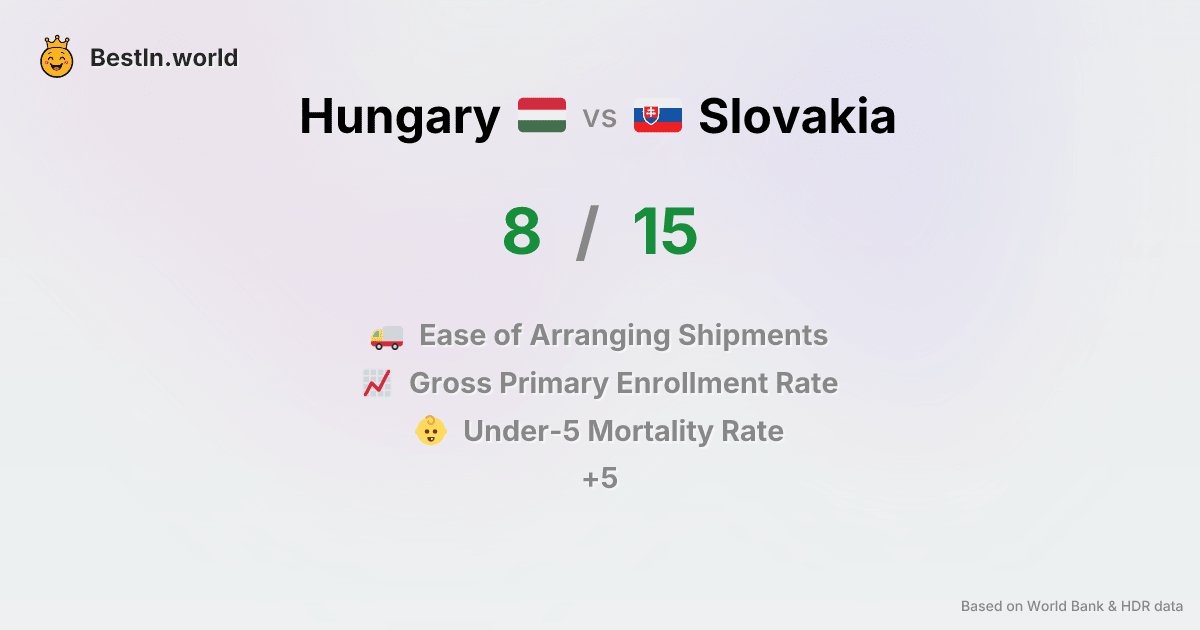 BestIn.world
Hungary vs Slovakia
8 / 15
Ease of Arranging Shipments
Gross Primary Enrollment Rate
Under-5 Mortality Rate
+5
Based on World Bank & HDR data